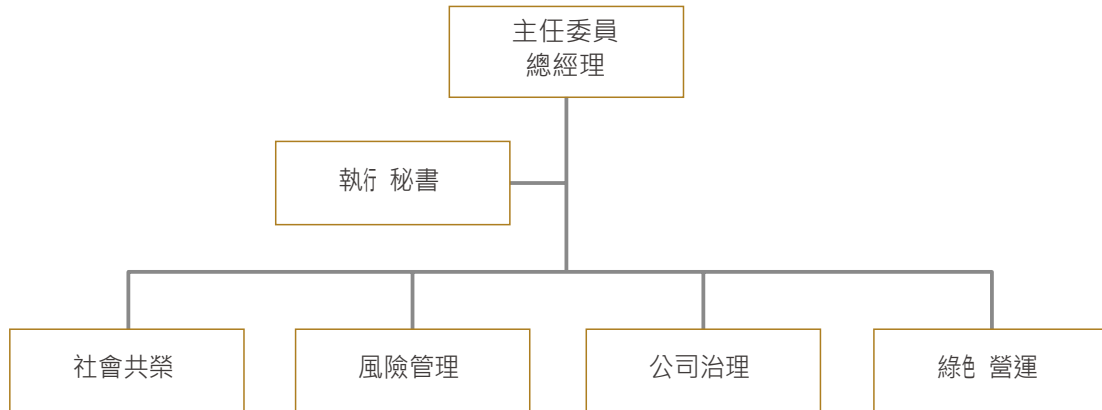 主任委員
總經理
執行 秘書
社會共榮
風險管理
公司治理
綠色 營運